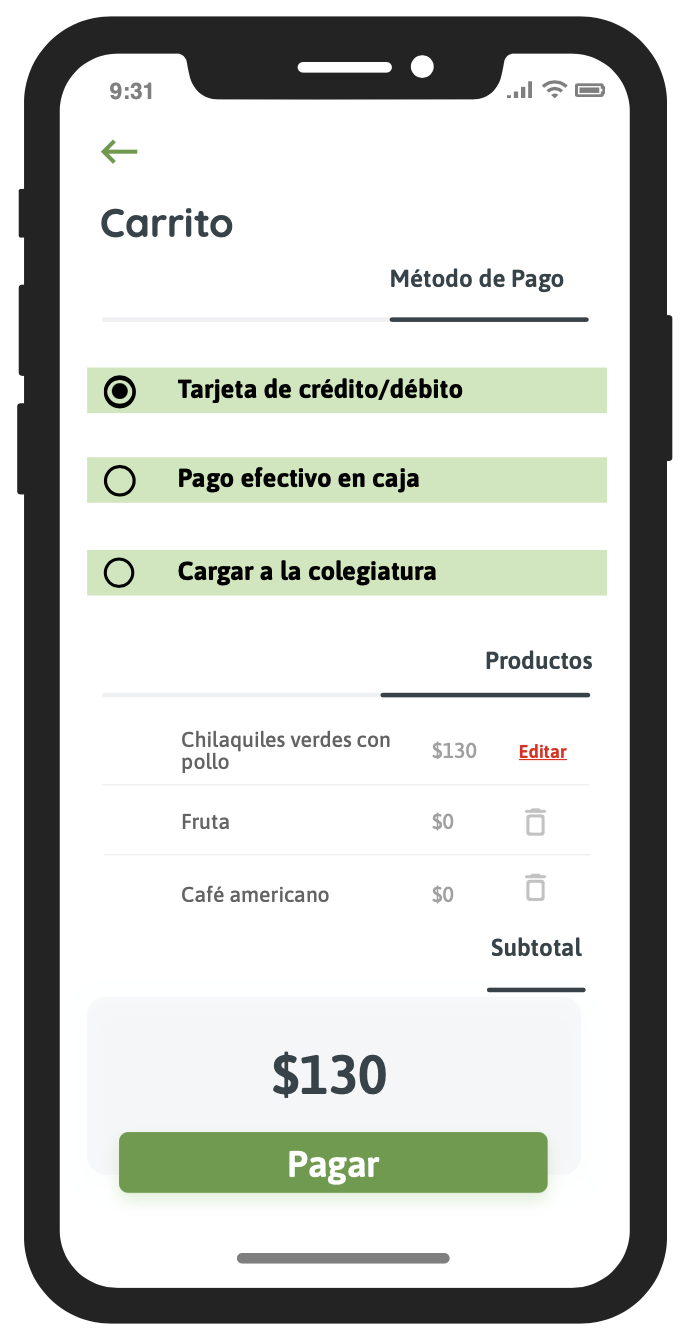 9:31
Carrito
Método de Pago
Tarjeta de crédito/débito
Pago efectivo en caja
Cargar a la colegiatura
Productos
Chilaquiles verdes con
pollo
$130
Editar
Fruta
$0
Café americano
$0
Subtotal
$130
Pagar